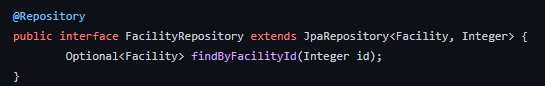 @Repository
public interface FacilityRepository extends JpaRepository<Facility, Integer> {
        Optional<Facility> findByFacilityId(Integer id);
}